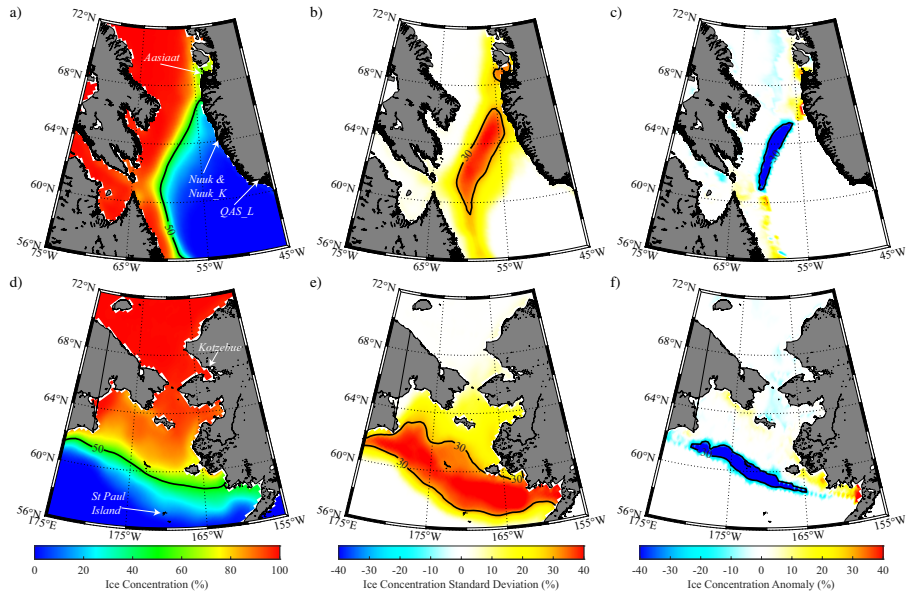 a)
b)
c)
72°N
68°N
64°N
60°N
56°N
75°W
65°W
55°W
45°W
Aasiaat
Nuuk &
Nuuk_K
QAS_L
50
72°N
68°N
64°N
60°N
56°N
75°W
65°W
55°W
45°W
30
72°N
68°N
64°N
60°N
56°N
75°W
65°W
55°W
45°W
d)
e)
f)
72°N
68°N
64°N
60°N
56°N
175°E
175°W
165°W
155°W
Kotzebue
50
St Paul
Island
72°N
68°N
64°N
60°N
56°N
175°E
175°W
165°W
155°W
30
30
30
72°N
68°N
64°N
60°N
56°N
175°E
175°W
165°W
155°W
0 20 40 60 80 100
Ice Concentration (%)
-40 -30 -20 -10 0 10 20 30 40
Ice Concentration Standard Deviation (%)
-40 -30 -20 -10 0 10 20 30 40
Ice Concentration Anomaly (%)